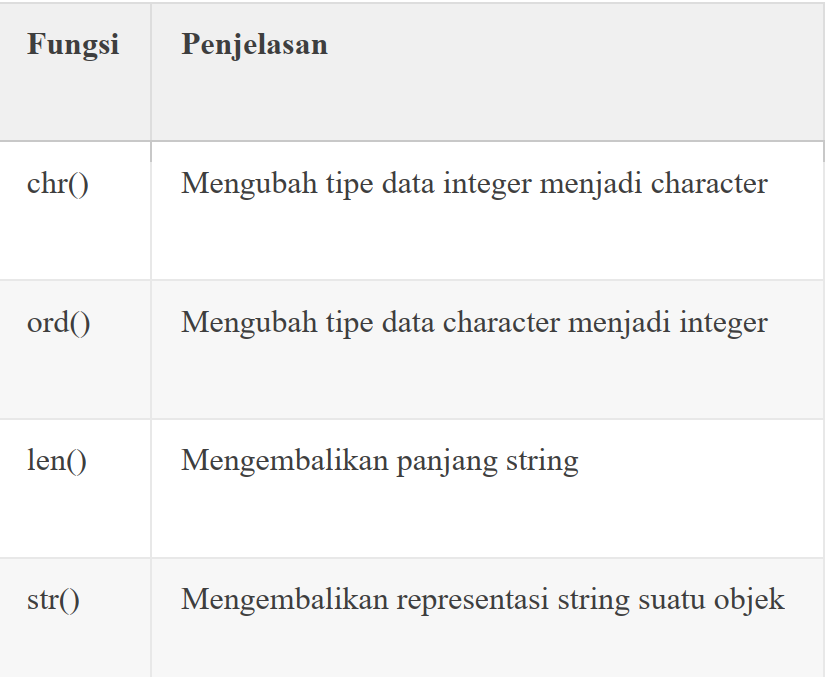 Fungsi Penjelasan
chr() Mengubah tipe data integer menjadi character
ord() Mengubah tipe data character menjadi integer
len() Mengembalikan panjang string
str() Mengembalikan representasi string suatu objek